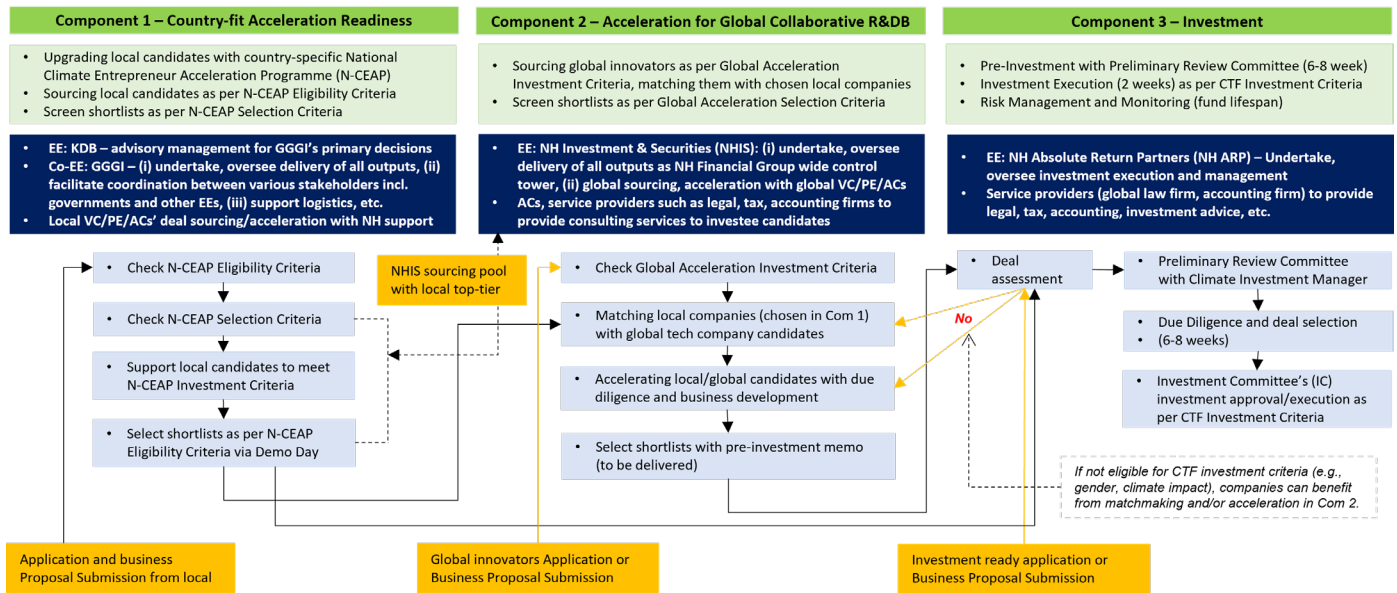 Component 1 – Country-fit Acceleration Readiness
• Upgrading local candidates with country-specific National
Climate Entrepreneur Acceleration Programme (N-CEAP)
• Sourcing local candidates as per N-CEAP Eligibility Criteria
• Screen shortlists as per N-CEAP Selection Criteria
• EE: KDB – advisory management for GGGI’s primary decisions
• Co-EE: GGGI – (i) undertake, oversee delivery of all outputs, (ii)
facilitate coordination between various stakeholders incl.
governments and other EEs, (iii) support logistics, etc.
• Local VC/PE/ACs’ deal sourcing/acceleration with NH support
Component 2 – Acceleration for Global Collaborative R&DB
• Sourcing global innovators as per Global Acceleration
Investment Criteria, matching them with chosen local companies
• Screen shortlists as per Global Acceleration Selection Criteria
• EE: NH Investment & Securities (NHIS): (i) undertake, oversee
delivery of all outputs as NH Financial Group wide control
tower, (ii) global sourcing, acceleration with global VC/PE/ACs
• ACs, service providers such as legal, tax, accounting firms to
provide consulting services to investee candidates
Component 3 – Investment
• Pre-Investment with Preliminary Review Committee (6-8 week)
• Investment Execution (2 weeks) as per CTF Investment Criteria
• Risk Management and Monitoring (fund lifespan)
• EE: NH Absolute Return Partners (NH ARP) – Undertake,
oversee investment execution and management
• Service providers (global law firm, accounting firm) to provide
legal, tax, accounting, investment advice, etc.
• Check N-CEAP Eligibility Criteria
• Check N-CEAP Selection Criteria
• Support local candidates to meet
N-CEAP Investment Criteria
• Select shortlists as per N-CEAP
Eligibility Criteria via Demo Day
NHIS sourcing pool
with local top-tier
• Check Global Acceleration Investment Criteria
• Matching local companies (chosen in Com 1)
with global tech company candidates
• Accelerating local/global candidates with due
diligence and business development
• Select shortlists with pre-investment memo
(to be delivered)
• Deal
assessment
No
• Preliminary Review Committee
with Climate Investment Manager
• Due Diligence and deal selection
• (6-8 weeks)
• Investment Committee’s (IC)
investment approval/execution as
per CTF Investment Criteria
If not eligible for CTF investment criteria (e.g.,
gender, climate impact), companies can benefit
from matchmaking and/or acceleration in Com 2.
Application and business
Proposal Submission from local
Global innovators Application or
Business Proposal Submission
Investment ready application or
Business Proposal Submission